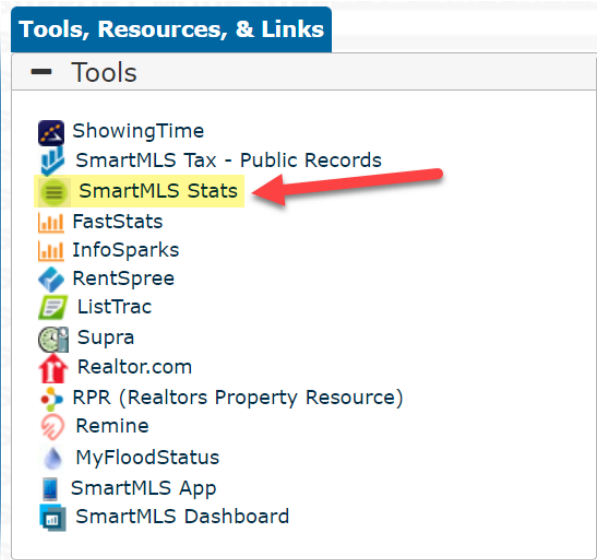 Tools, Resources, & Links
Tools
ShowingTime
SmartMLS Tax - Public Records
SmartMLS Stats
FastStats
InfoSparks
RentSpree
ListTrac
Supra
Realtor.com
RPR (Realtors Property Resource)
Remine
MyFloodStatus
SmartMLS App
SmartMLS Dashboard